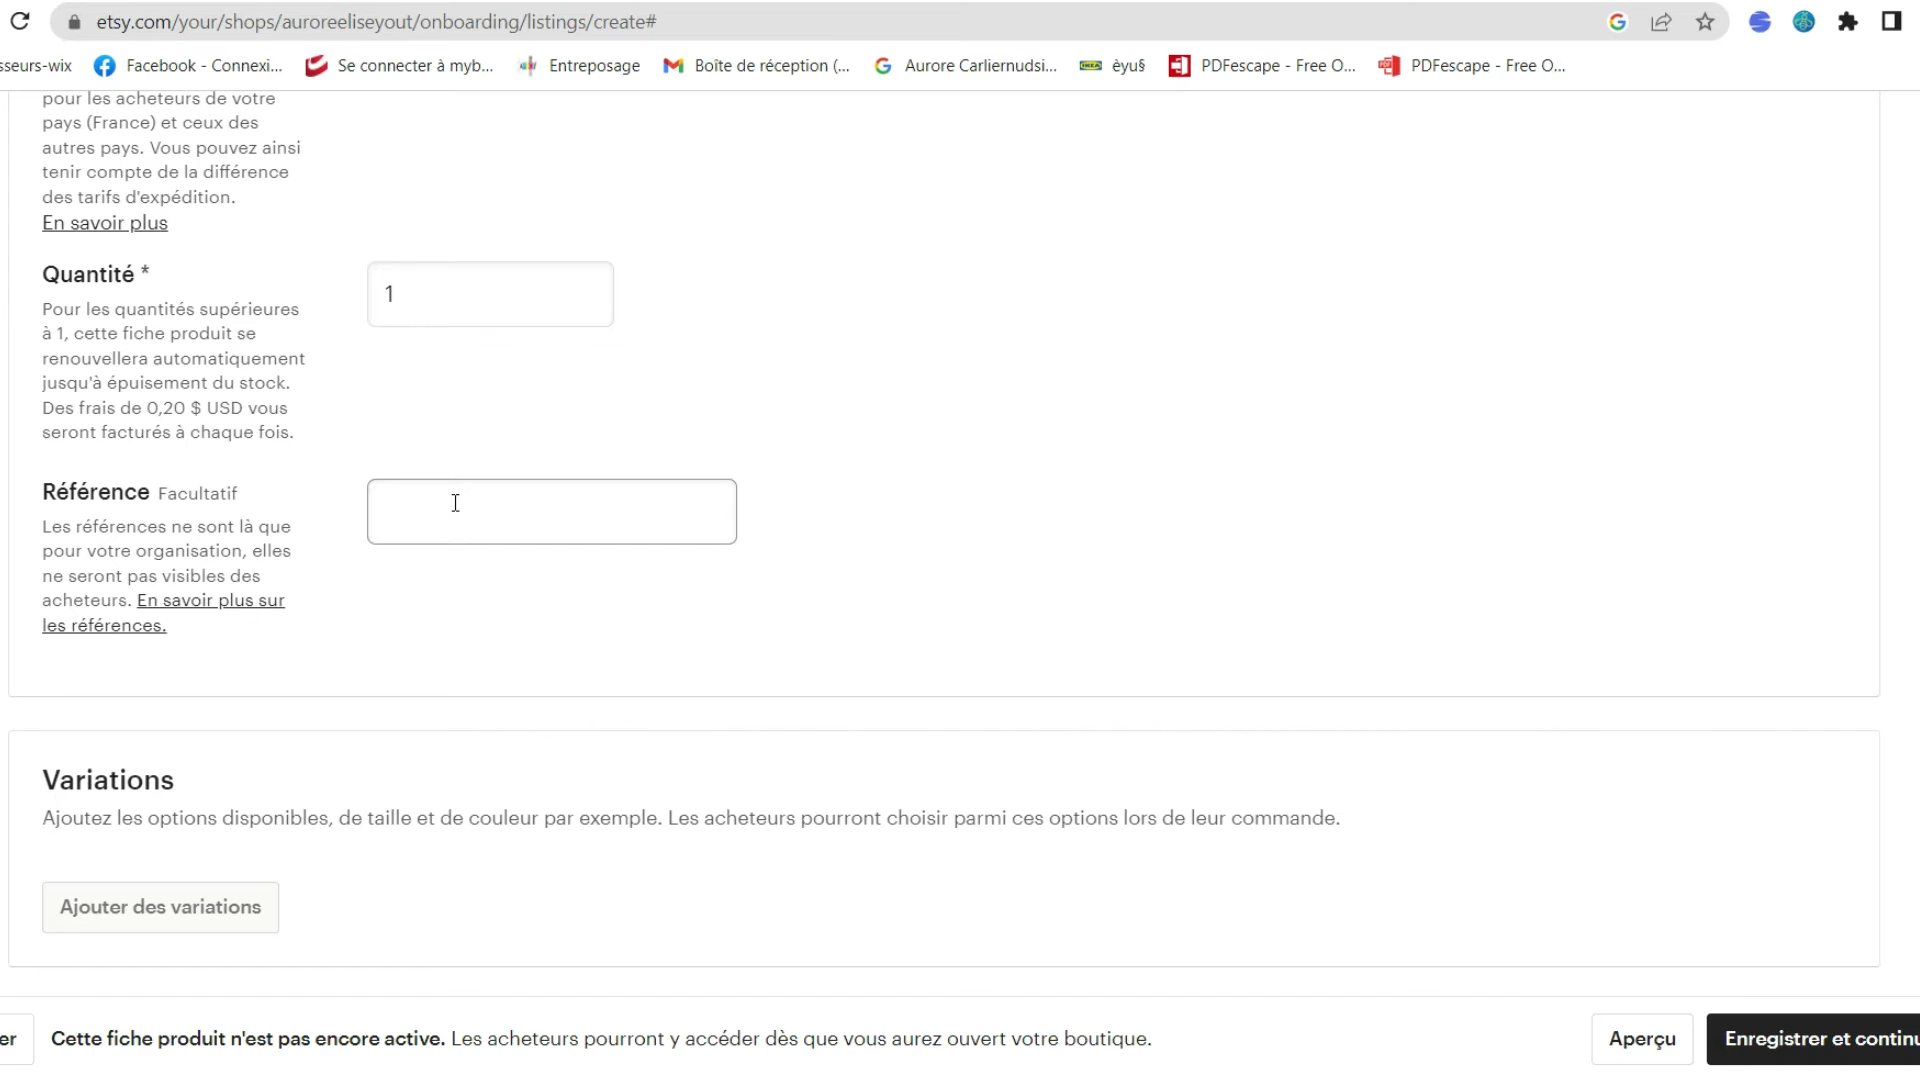 etsy.com/your/shops/auroreeliseyout/onboarding/listings/create#
sseurs-wix Facebook - Connexi... Se connecter à myb... Entreposage Boîte de réception (... Aurore Carliernudsi... èyu§ PDFescape - Free O... PDFescape - Free O...
pour les acheteurs de votre
pays (France) et ceux des
autres pays. Vous pouvez ainsi
tenir compte de la différence
des tarifs d'expédition.
En savoir plus
Quantité *
1
Pour les quantités supérieures
à 1, cette fiche produit se
renouvellera automatiquement
jusqu'à épuisement du stock.
Des frais de 0,20 $ USD vous
seront facturés à chaque fois.
Référence Facultatif
Les références ne sont là que
pour votre organisation, elles
ne seront pas visibles des
acheteurs. En savoir plus sur
les références.
Variations
Ajoutez les options disponibles, de taille et de couleur par exemple. Les acheteurs pourront choisir parmi ces options lors de leur commande.
Ajouter des variations
er Cette fiche produit n'est pas encore active. Les acheteurs pourront y accéder dès que vous aurez ouvert votre boutique. Aperçu Enregistrer et continu